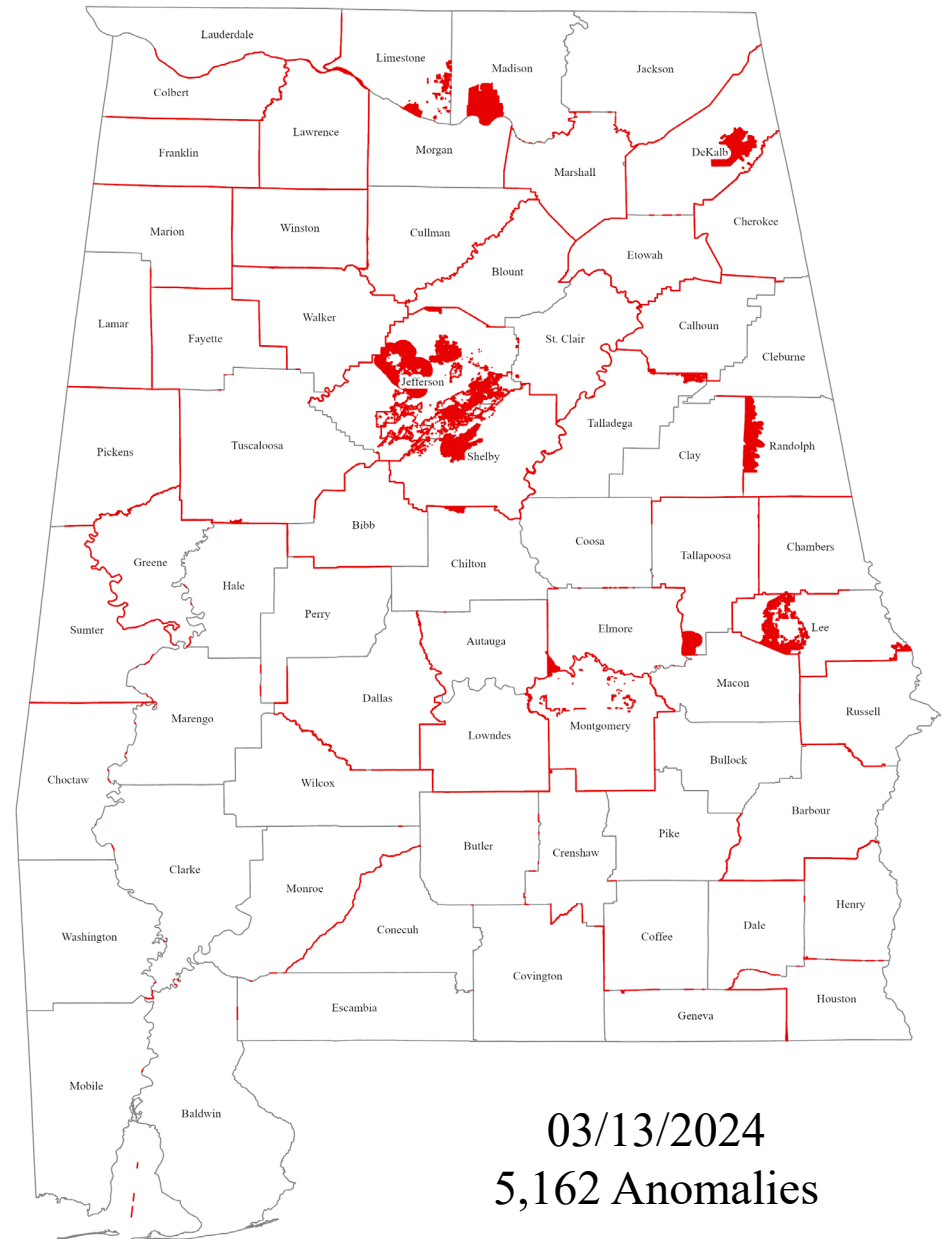 Lauderdale
Limestone
Madison
Jackson
Colbert
Lawrence
Franklin
Morgan
Marshall
DeKalb
Marion
Winston
Cullman
Cherokee
Etowah
Blount
Lamar
Fayette
Walker
St. Clair
Calhoun
Cleburne
Jefferson
Talladega
Pickens
Tuscaloosa
Shelby
Clay
Randolph
Bibb
Greene
Hale
Chilton
Coosa
Tallapoosa
Chambers
Sumter
Perry
Autauga
Elmore
Lee
Dallas
Macon
Marengo
Lowndes
Montgomery
Russell
Choctaw
Wilcox
Bullock
Barbour
Clarke
Butler
Crenshaw
Pike
Monroe
Henry
Washington
Conecuh
Coffee
Dale
Covington
Escambia
Geneva
Houston
Mobile
Baldwin
03/13/2024
5,162 Anomalies